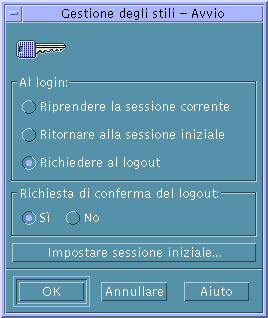 Gestione degli stili – Avvio
Al login:
Riprendere la sessione corrente
Ritornare alla sessione iniziale
Richiedere al logout
Richiesta di conferma del logout:
Sì No
Impostare sessione iniziale...
OK Annullare Aiuto